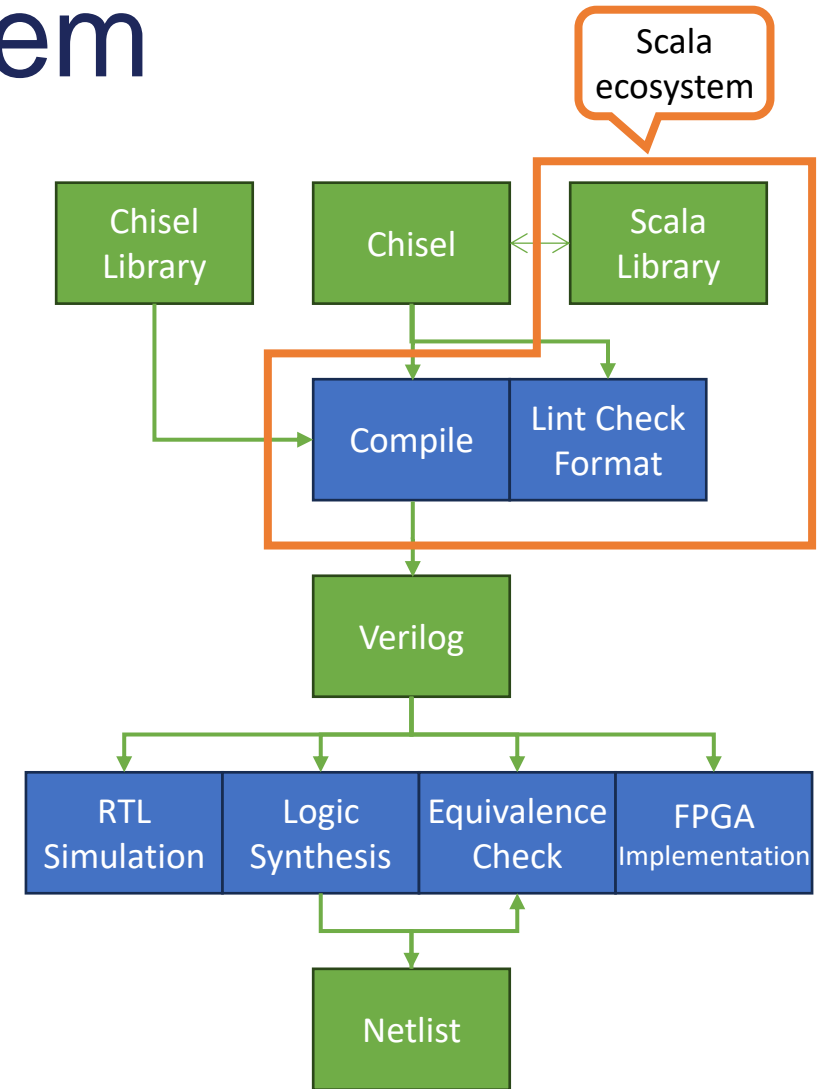 em
Scala
ecosystem
Chisel
Library
Chisel
Scala
Library
Compile
Lint Check
Format
Verilog
RTL
Simulation
Logic
Synthesis
Equivalence
Check
FPGA
Implementation
Netlist